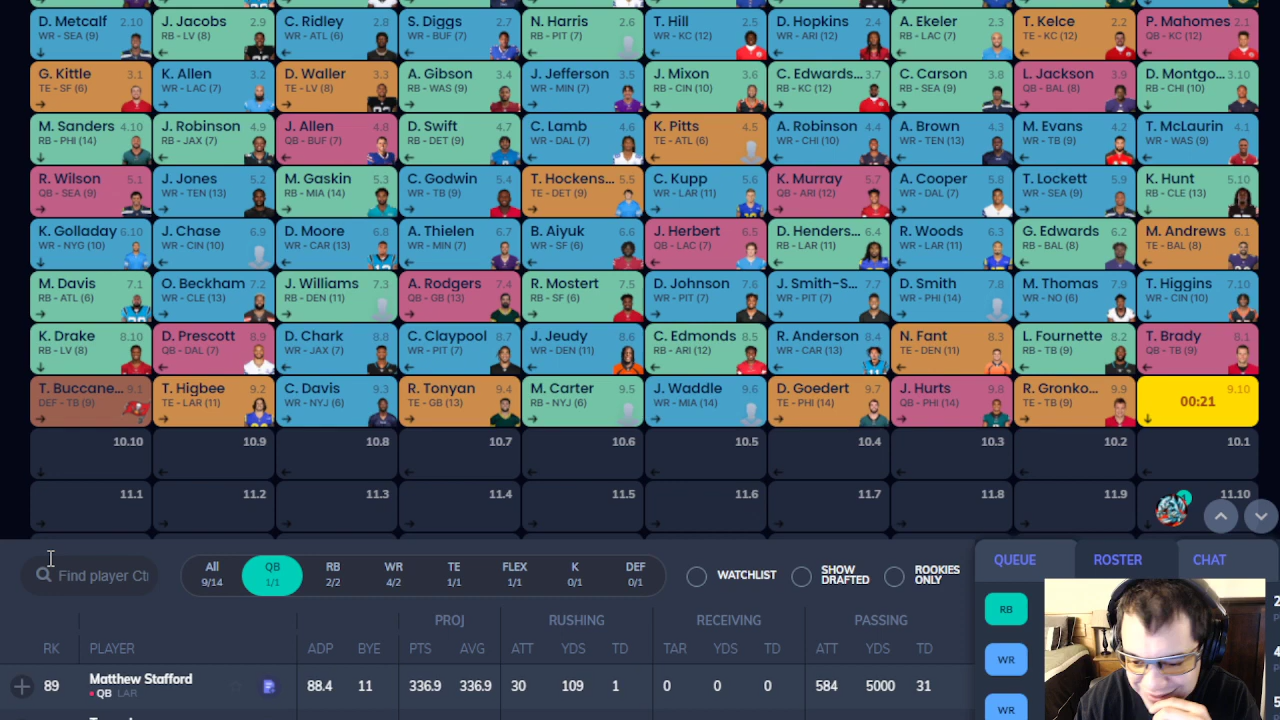 D. Metcalf 2.10 J. Jacobs 2.9 C. Ridley 2.8 S. Diggs 2.7 N. Harris 2.6 T. Hill 2.5 D. Hopkins 2.4 A. Ekeler 2.3 T. Kelce 2.2 P. Mahomes 2.1
WR - SEA (9) RB - LV (8) WR - ATL (6) WR - BUF (7) RB - PIT (7) WR - KC (12) WR - ARI (12) RB - LAC (7) TE - KC (12) QB - KC (12)
G. Kittle 3.1 K. Allen 3.2 D. Waller 3.3 A. Gibson 3.4 J. Jefferson 3.5 J. Mixon 3.6 C. Edwards... 3.7 C. Carson 3.8 L. Jackson 3.9 D. Montgo... 3.10
TE - SF (6) WR - LAC (7) TE - LV (8) RB - WAS (9) WR - MIN (7) RB - CIN (10) RB - KC (12) RB - SEA (9) QB - BAL (8) RB - CHI (10)
M. Sanders 4.10 J. Robinson 4.9 J. Allen 4.8 D. Swift 4.7 C. Lamb 4.6 K. Pitts 4.5 A. Robinson 4.4 A. Brown 4.3 M. Evans 4.2 T. McLaurin 4.1
RB - PHI (14) RB - JAX (7) QB - BUF (7) RB - DET (9) WR - DAL (7) TE - ATL (6) WR - CHI (10) WR - TEN (13) WR - TB (9) WR - WAS (9)
R. Wilson 5.1 J. Jones 5.2 M. Gaskin 5.3 C. Godwin 5.4 T. Hockens... 5.5 C. Kupp 5.6 K. Murray 5.7 A. Cooper 5.8 T. Lockett 5.9 K. Hunt 5.10
QB - SEA (9) WR - TEN (13) RB - MIA (14) WR - TB (9) TE - DET (9) WR - LAR (11) QB - ARI (12) WR - DAL (7) WR - SEA (9) RB - CLE (13)
K. Golladay 6.10 J. Chase 6.9 D. Moore 6.8 A. Thielen 6.7 B. Aiyuk 6.6 J. Herbert 6.5 D. Henders... 6.4 R. Woods 6.3 G. Edwards 6.2 M. Andrews 6.1
WR - NYG (10) WR - CIN (10) WR - CAR (13) WR - MIN (7) WR - SF (6) QB - LAC (7) RB - LAR (11) WR - LAR (11) RB - BAL (8) TE - BAL (8)
M. Davis 7.1 O. Beckham 7.2 J. Williams 7.3 A. Rodgers 7.4 R. Mostert 7.5 D. Johnson 7.6 J. Smith-S... 7.7 D. Smith 7.8 M. Thomas 7.9 T. Higgins 7.10
RB - ATL (6) WR - CLE (13) RB - DEN (11) QB - GB (13) RB - SF (6) WR - PIT (7) WR - PIT (7) WR - PHI (14) WR - NO (6) WR - CIN (10)
K. Drake 8.10 D. Prescott 8.9 D. Chark 8.8 C. Claypool 8.7 J. Jeudy 8.6 C. Edmonds 8.5 R. Anderson 8.4 N. Fant 8.3 L. Fournette 8.2 T. Brady 8.1
RB - LV (8) QB - DAL (7) WR - JAX (7) WR - PIT (7) WR - DEN (11) RB - ARI (12) WR - CAR (13) TE - DEN (11) RB - TB (9) QB - TB (9)
T. Buccane... 9.1 T. Higbee 9.2 C. Davis 9.3 R. Tonyan 9.4 M. Carter 9.5 J. Waddle 9.6 D. Goedert 9.7 J. Hurts 9.8 R. Gronko... 9.9 9.10
DEF - TB (9) TE - LAR (11) WR - NYJ (6) TE - GB (13) RB - NYJ (6) WR - MIA (14) TE - PHI (14) QB - PHI (14) TE - TB (9) 00:21
10.10 10.9 10.8 10.7 10.6 10.5 10.4 10.3 10.2 10.1
11.1 11.2 11.3 11.4 11.5 11.6 11.7 11.8 11.9 11.10
Find player Ct All QB RB WR TE FLEX K DEF WATCHLIST SHOW DRAFTED ROOKIES ONLY QUEUE ROSTER CHAT
9/14 1/1 2/2 4/2 1/1 1/1 0/1 0/1
PROJ RUSHING RECEIVING PASSING RB
RK PLAYER ADP BYE PTS AVG ATT YDS TD TAR YDS TD ATT YDS TD WR
89 Matthew Stafford 88.4 11 336.9 336.9 30 109 1 0 0 0 584 5000 31
QB LAR WR